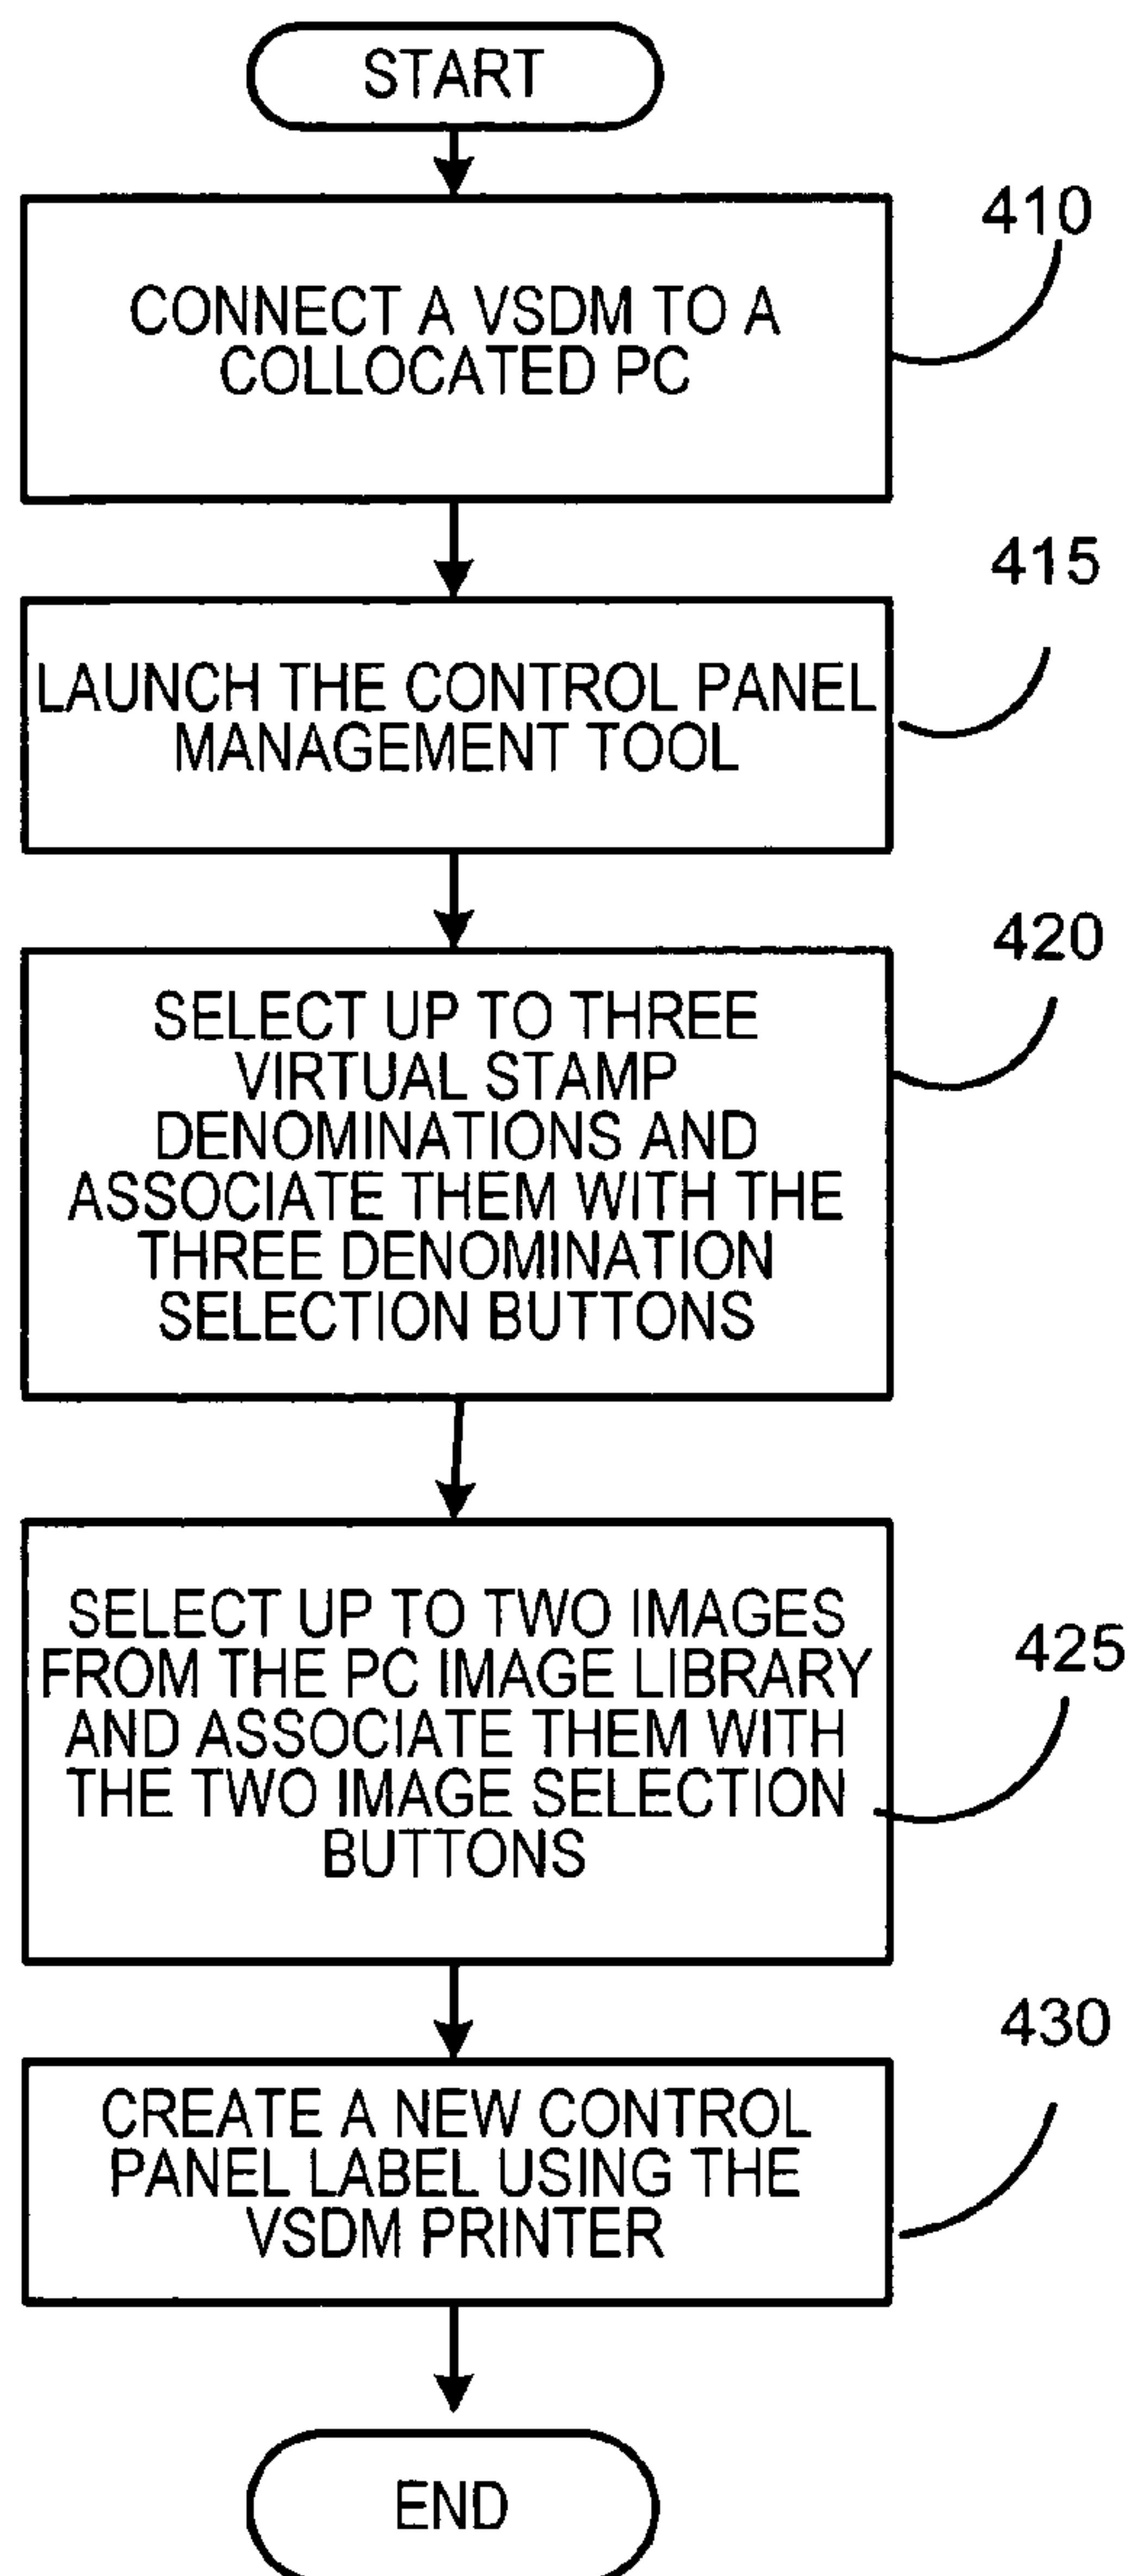 START
410
CONNECT A VSDM TO A
COLLOCATED PC
415
LAUNCH THE CONTROL PANEL
MANAGEMENT TOOL
420
SELECT UP TO THREE
VIRTUAL STAMP
DENOMINATIONS AND
ASSOCIATE THEM WITH THE
THREE DENOMINATION
SELECTION BUTTONS
425
SELECT UP TO TWO IMAGES
FROM THE PC IMAGE LIBRARY
AND ASSOCIATE THEM WITH
THE TWO IMAGE SELECTION
BUTTONS
430
CREATE A NEW CONTROL
PANEL LABEL USING THE
VSDM PRINTER
END